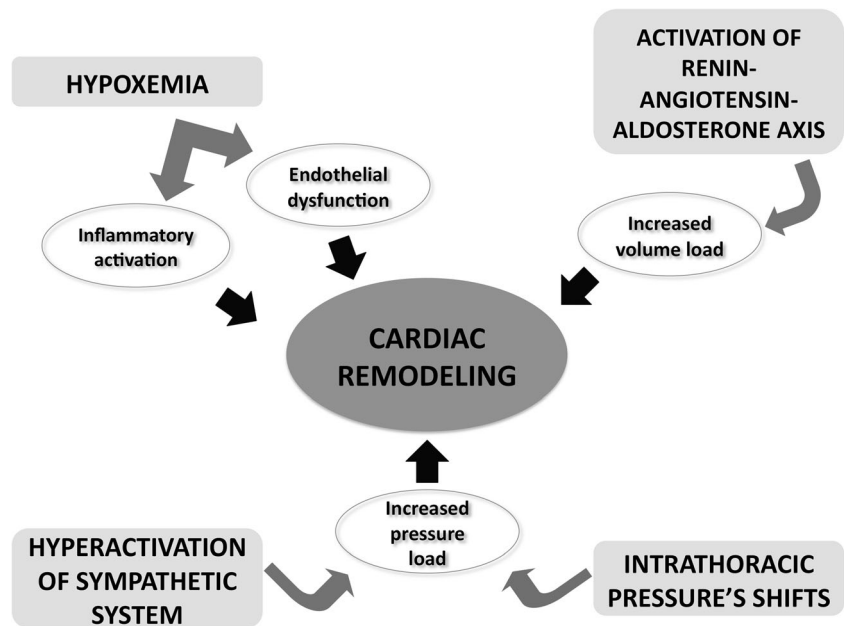 HYPOXEMIA
ACTIVATION OF
RENIN-
ANGIOTENSIN-
ALDOSTERONE AXIS
Endothelial
dysfunction
Inflammatory
activation
Increased
volume load
CARDIAC
REMODELING
Increased
pressure
load
HYPERACTIVATION
OF SYMPATHETIC
SYSTEM
INTRATHORACIC
PRESSURE’S SHIFTS